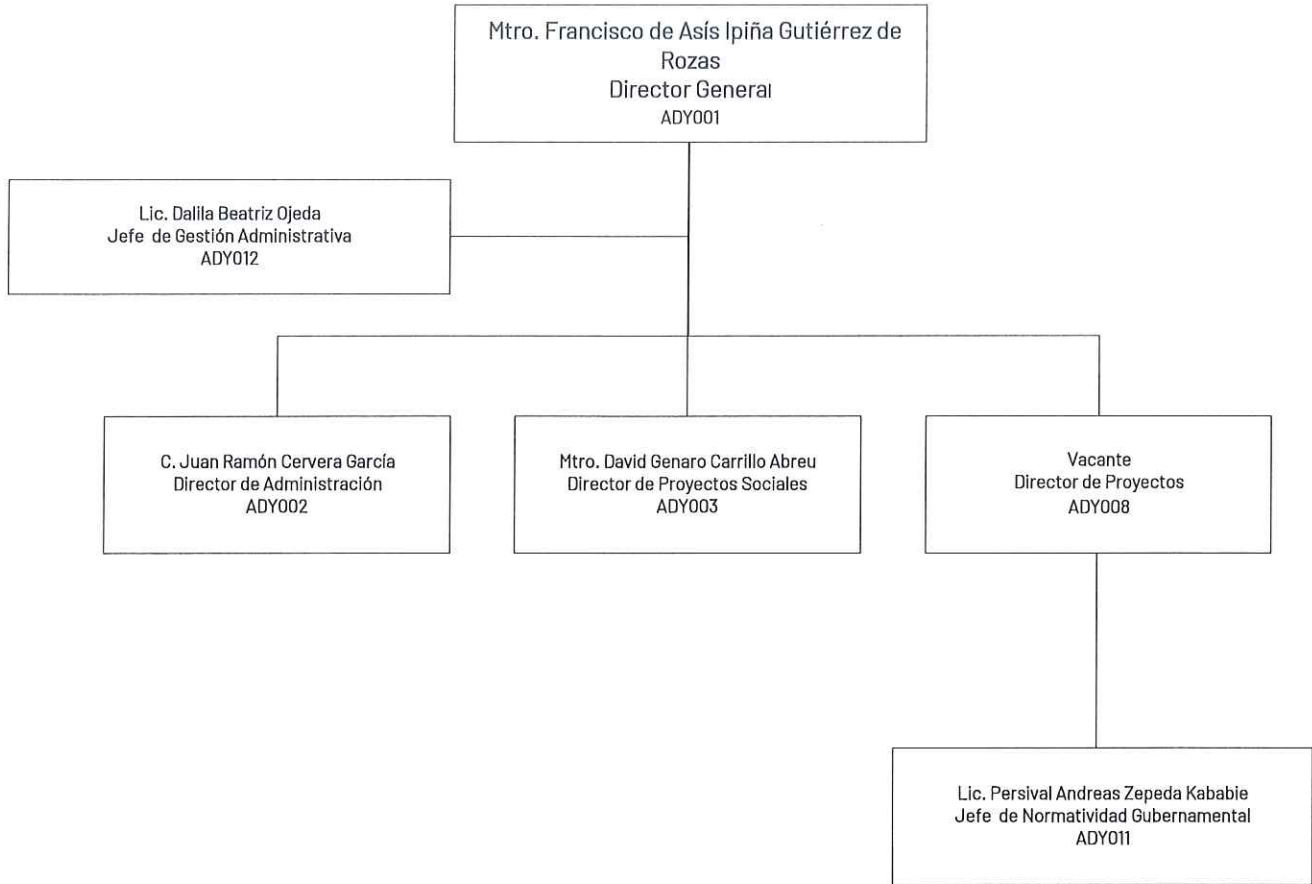 Mtro. Francisco de Asís Ipiña Gutiérrez de
Rozas
Director General
ADY001
Lic. Dalila Beatriz Ojeda
Jefe de Gestión Administrativa
ADY012
C. Juan Ramón Cervera García
Director de Administración
ADY002
Mtro. David Genaro Carrillo Abreu
Director de Proyectos Sociales
ADY003
Vacante
Director de Proyectos
ADY008
Lic. Persival Andreas Zepeda Kababie
Jefe de Normatividad Gubernamental
ADY011